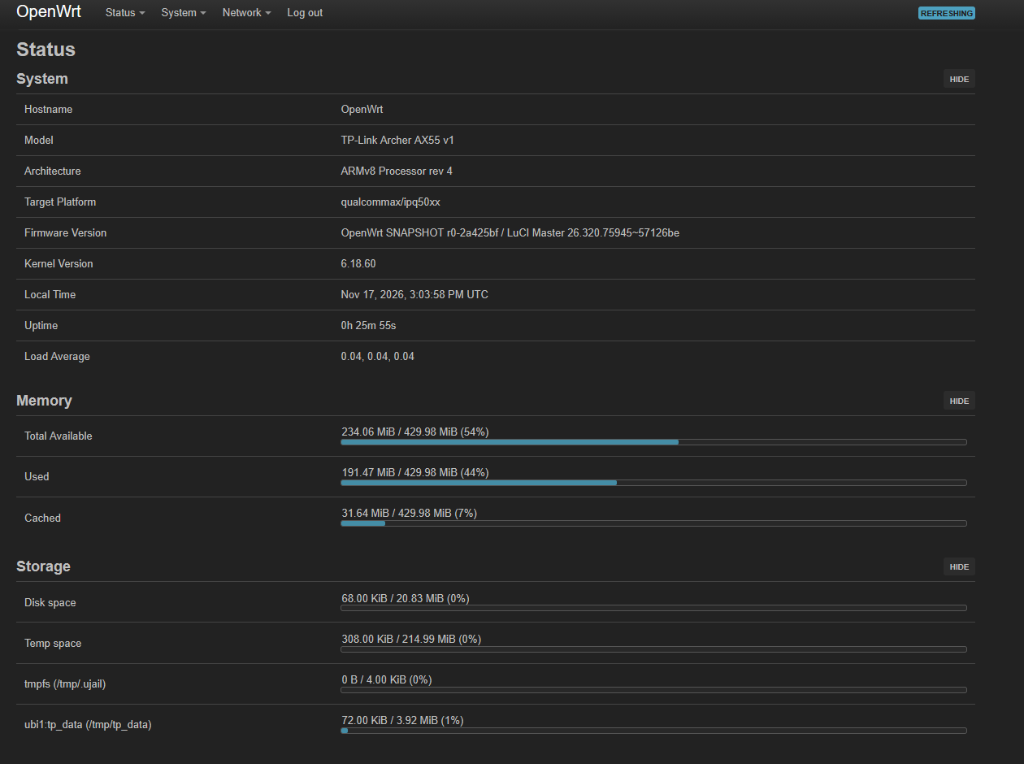 OpenWrt Status System Network Log out REFRESHING
Status
System HIDE
Hostname OpenWrt
Model TP-Link Archer AX55 v1
Architecture ARMv8 Processor rev 4
Target Platform qualcommax/ipq50xx
Firmware Version OpenWrt SNAPSHOT r0-2a425bf / LuCI Master 26.320.75945~57126be
Kernel Version 6.18.60
Local Time Nov 17, 2026, 3:03:58 PM UTC
Uptime 0h 25m 55s
Load Average 0.04, 0.04, 0.04
Memory HIDE
Total Available 234.06 MiB / 429.98 MiB (54%)
Used 191.47 MiB / 429.98 MiB (44%)
Cached 31.64 MiB / 429.98 MiB (7%)
Storage HIDE
Disk space 68.00 KiB / 20.83 MiB (0%)
Temp space 308.00 KiB / 214.99 MiB (0%)
tmpfs (/tmp/.ujail) 0 B / 4.00 KiB (0%)
ubi1:tp_data (/tmp/tp_data) 72.00 KiB / 3.92 MiB (1%)